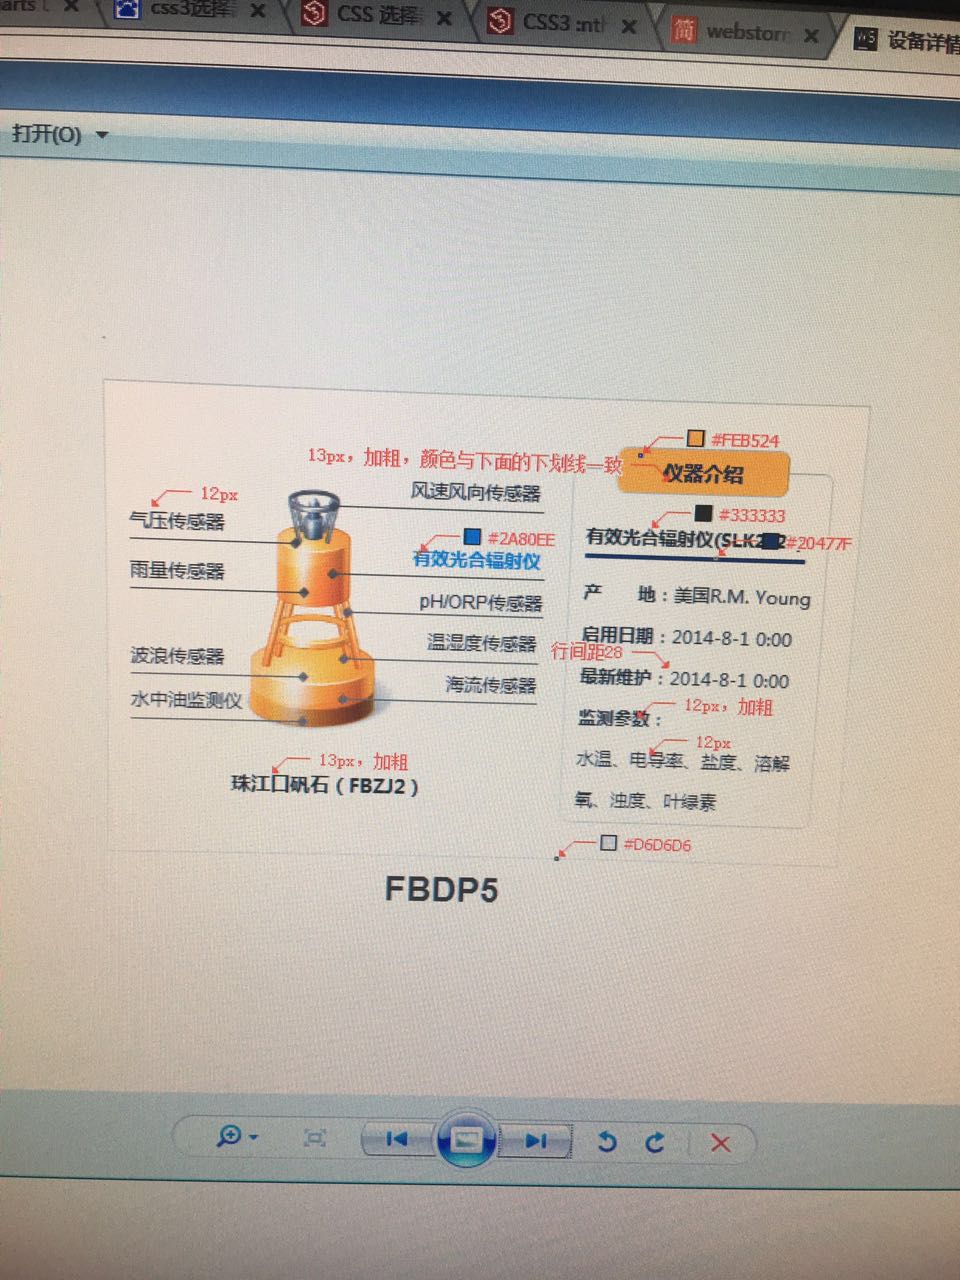 arts
css3选择
CSS 选择
CSS3 :nth
webstorm
设备详情
打开(O)
#FEB524
13px，加粗，颜色与下面的下划线一致
仪器介绍
12px
气压传感器
风速风向传感器
#333333
#2A80EE
有效光合辐射仪
有效光合辐射仪(SLK2
#20477F
雨量传感器
pH/ORP传感器
产 地：美国R.M. Young
温湿度传感器
启用日期：2014-8-1 0:00
行间距28
波浪传感器
海流传感器
最新维护：2014-8-1 0:00
水中油监测仪
12px，加粗
监测参数：
12px
水温、电导率、盐度、溶解
氧、浊度、叶绿素
13px，加粗
珠江口矾石（FBZJ2）
#D6D6D6
FBDP5